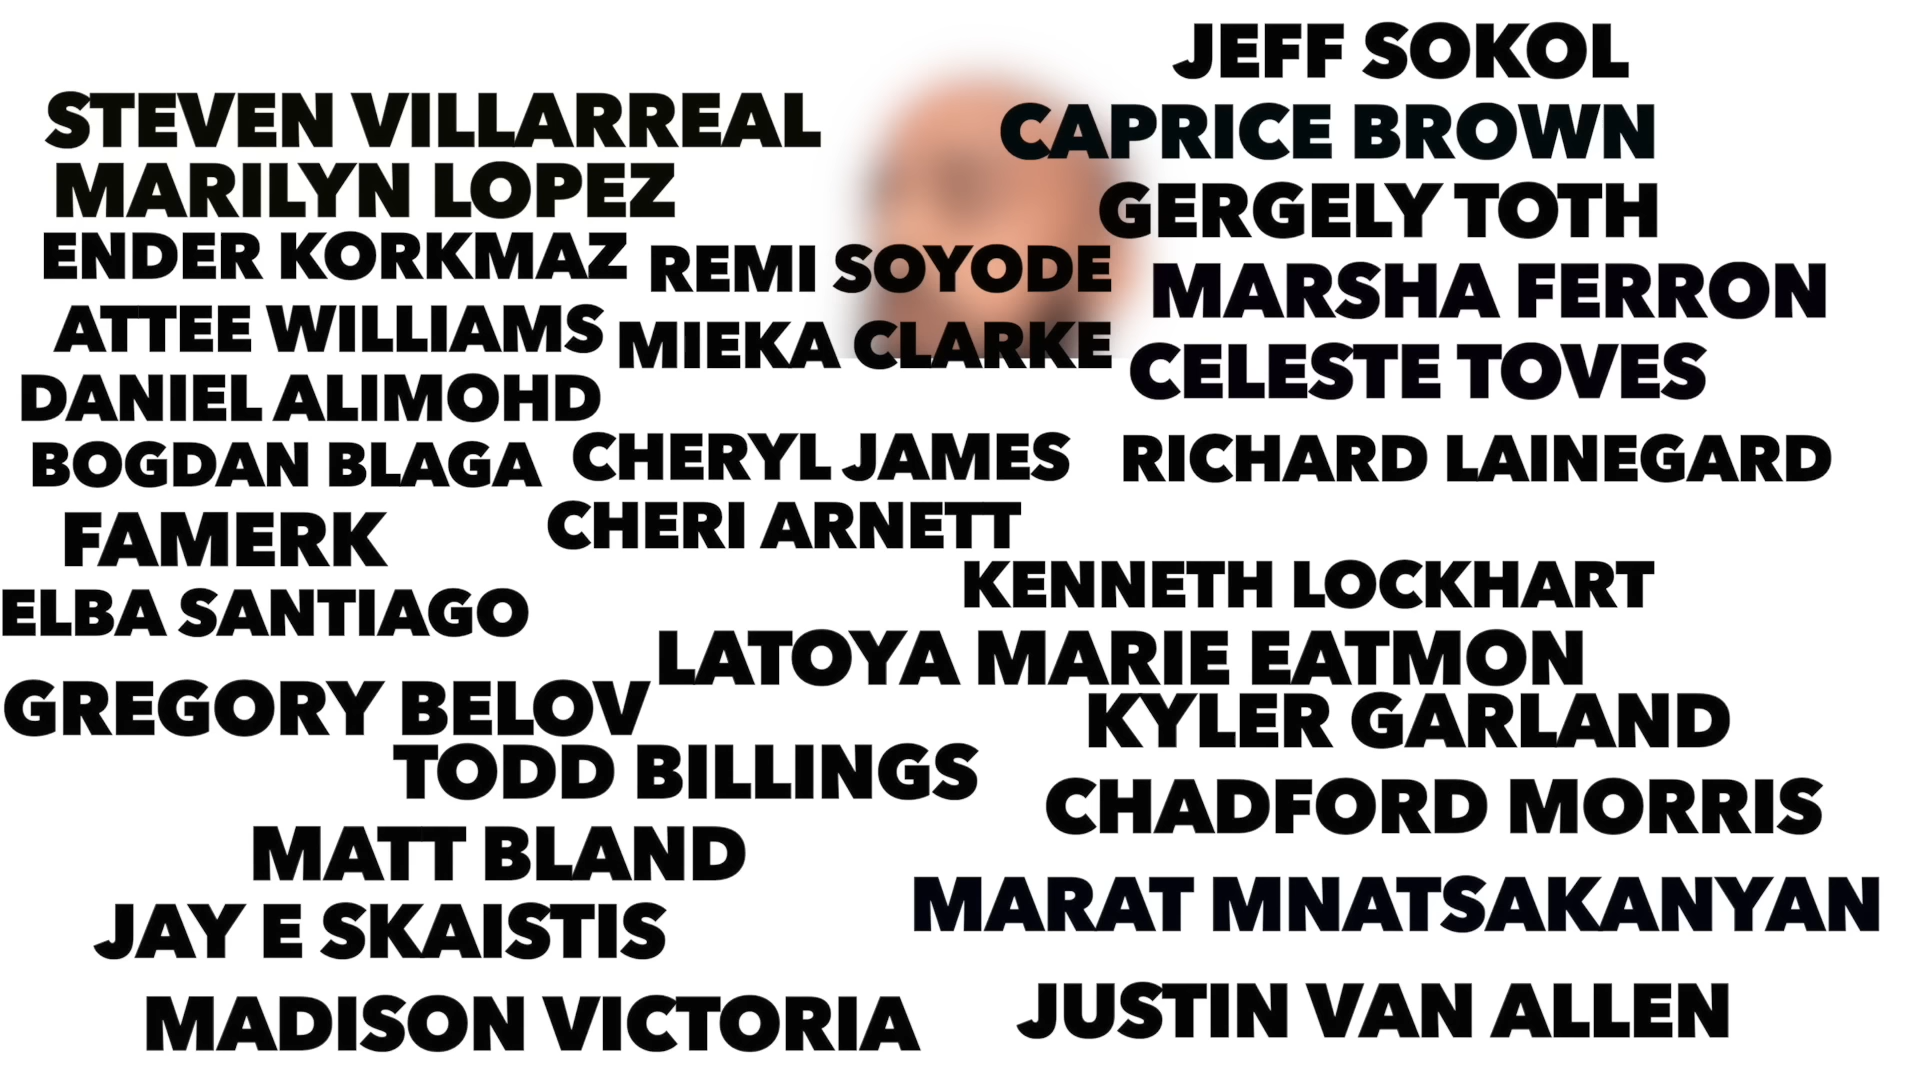 JEFF SOKOL
STEVEN VILLARREAL
CAPRICE BROWN
MARILYN LOPEZ
GERGELY TOTH
ENDER KORKMAZ
REMI SOYODE
MARSHA FERRON
ATTEE WILLIAMS
MIEKA CLARKE
CELESTE TOVES
DANIEL ALIMOHD
BOGDAN BLAGA
CHERYL JAMES
RICHARD LAINEGARD
FAMERK
CHERI ARNETT
KENNETH LOCKHART
ELBA SANTIAGO
LATOYA MARIE EATMON
GREGORY BELOV
KYLER GARLAND
TODD BILLINGS
CHADFORD MORRIS
MATT BLAND
MARAT MNATSAKANYAN
JAY E SKAISTIS
JUSTIN VAN ALLEN
MADISON VICTORIA